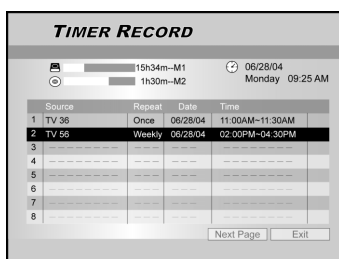 TIMER RECORD
15h34m--M1
06/28/04
1h30m--M2
Monday 09:25 AM
Source Repeat Date Time
1 TV 36 Once 06/28/04 11:00AM~11:30AM
2 TV 56 Weekly 06/28/04 02:00PM~04:30PM
3 -------- ---- ---- --------
4 -------- ---- ---- --------
5 -------- ---- ---- --------
6 -------- ---- ---- --------
7 -------- ---- ---- --------
8 -------- ---- ---- --------
Next Page Exit